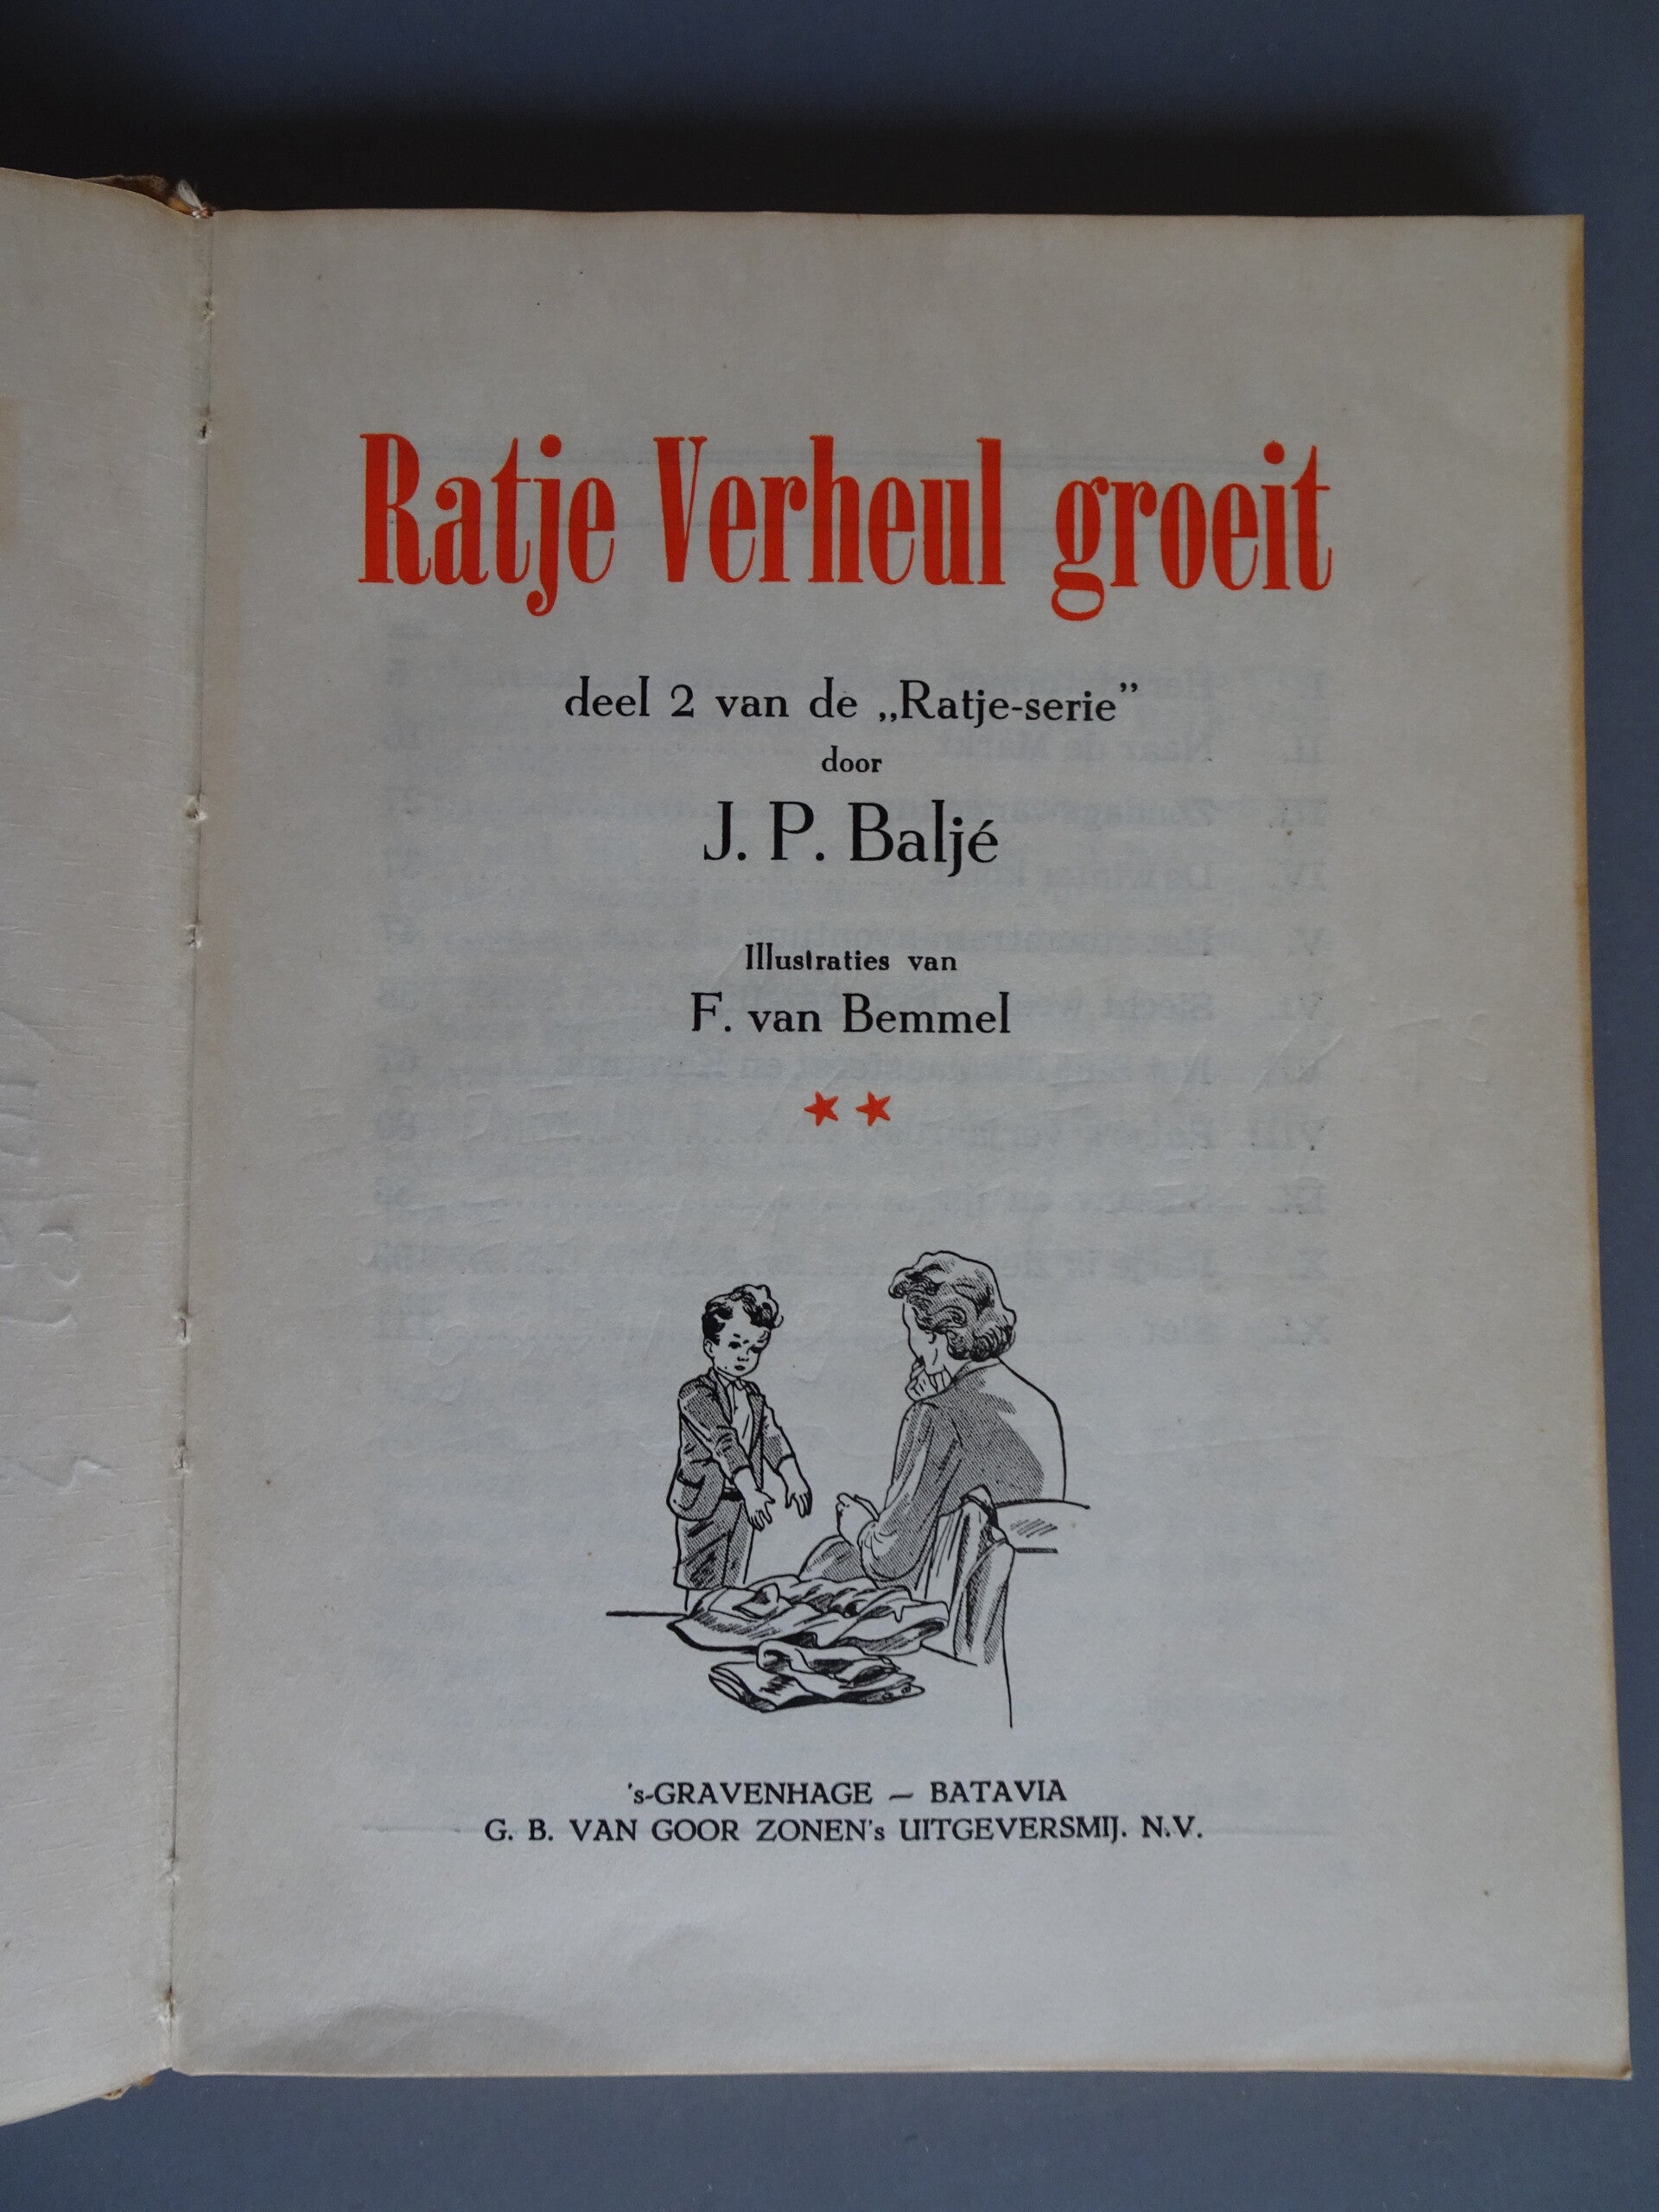 Ratje Verheul groeit
deel 2 van de „Ratje-serie”
door
J. P. Baljé
Illustraties van
F. van Bemmel
's-GRAVENHAGE — BATAVIA
G. B. VAN GOOR ZONEN's UITGEVERSMIJ. N.V.